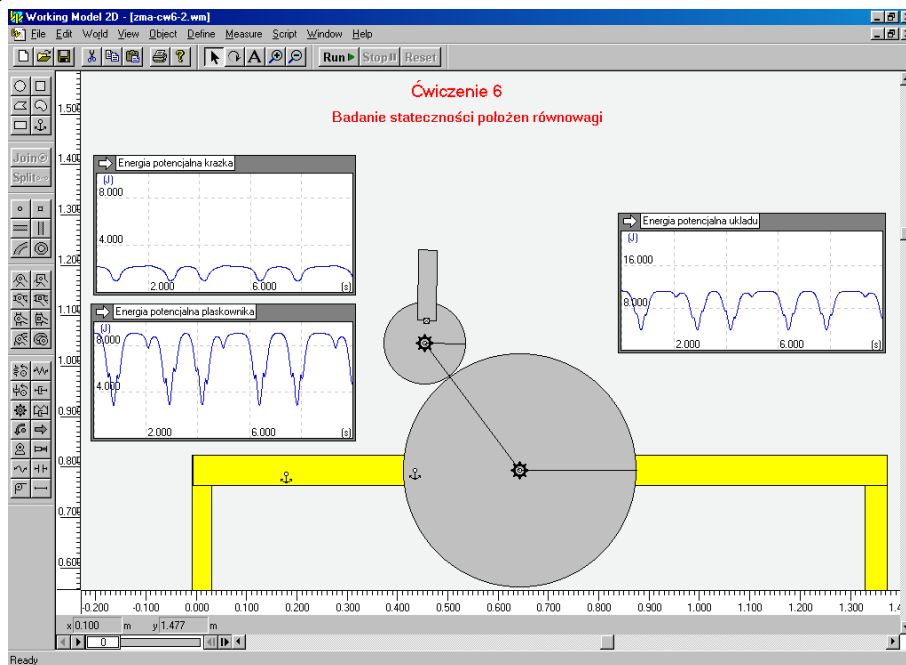 Working Model 2D - [zma-cw6-2.wm]
File Edit World View Object Define Measure Script Window Help
Run Stop Reset
Ćwiczenie 6
Badanie stateczności położen równowagi
Join
Split
Energia potencjalna krazka
(J)
8.000
4.000
2.000 6.000 (s)
Energia potencjalna plaskownika
(J)
8.000
4.000
2.000 6.000 (s)
Energia potencjalna ukladu
(J)
16.000
8.000
2.000 6.000 (s)
1.500
1.400
1.300
1.200
1.100
1.000
0.900
0.800
0.700
0.600
-0.200 -0.100 0.000 0.100 0.200 0.300 0.400 0.500 0.600 0.700 0.800 0.900 1.000 1.100 1.200 1.300
x 0.100 m y 1.477 m
0
Ready